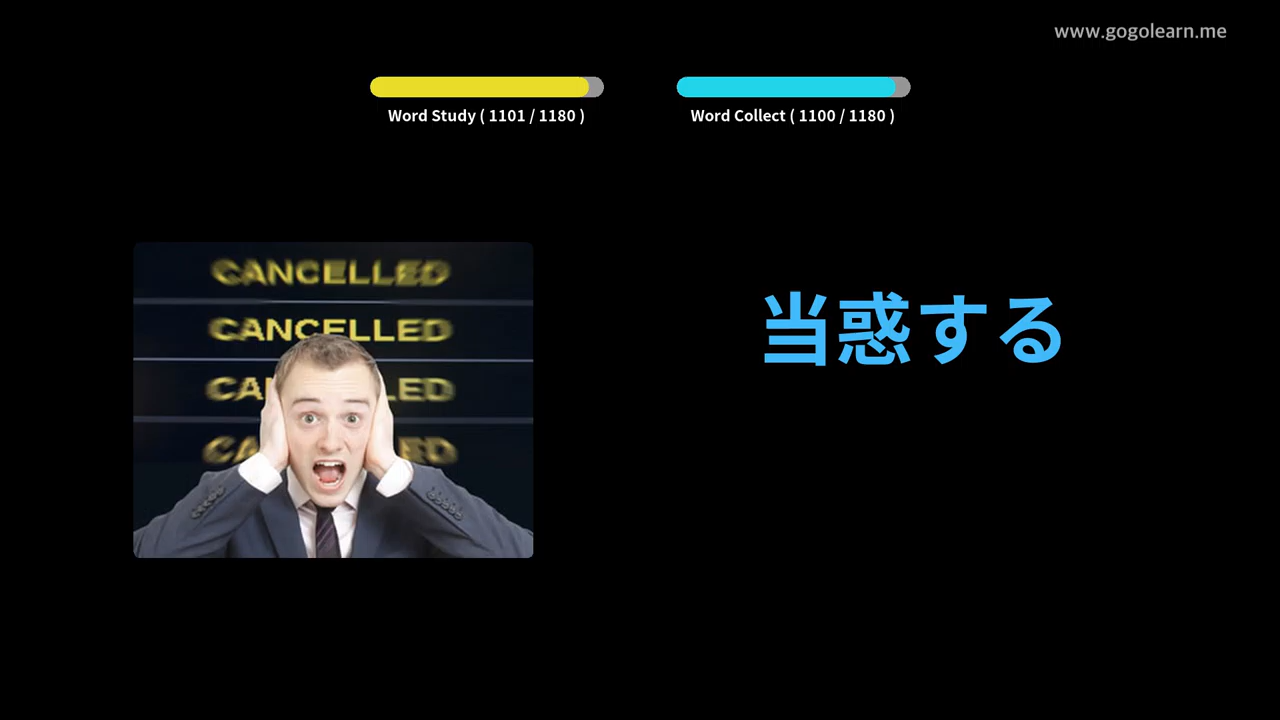 www.gogolearn.me
Word Study ( 1101 / 1180 )
Word Collect ( 1100 / 1180 )
CANCELLED
CANCELLED
当惑する